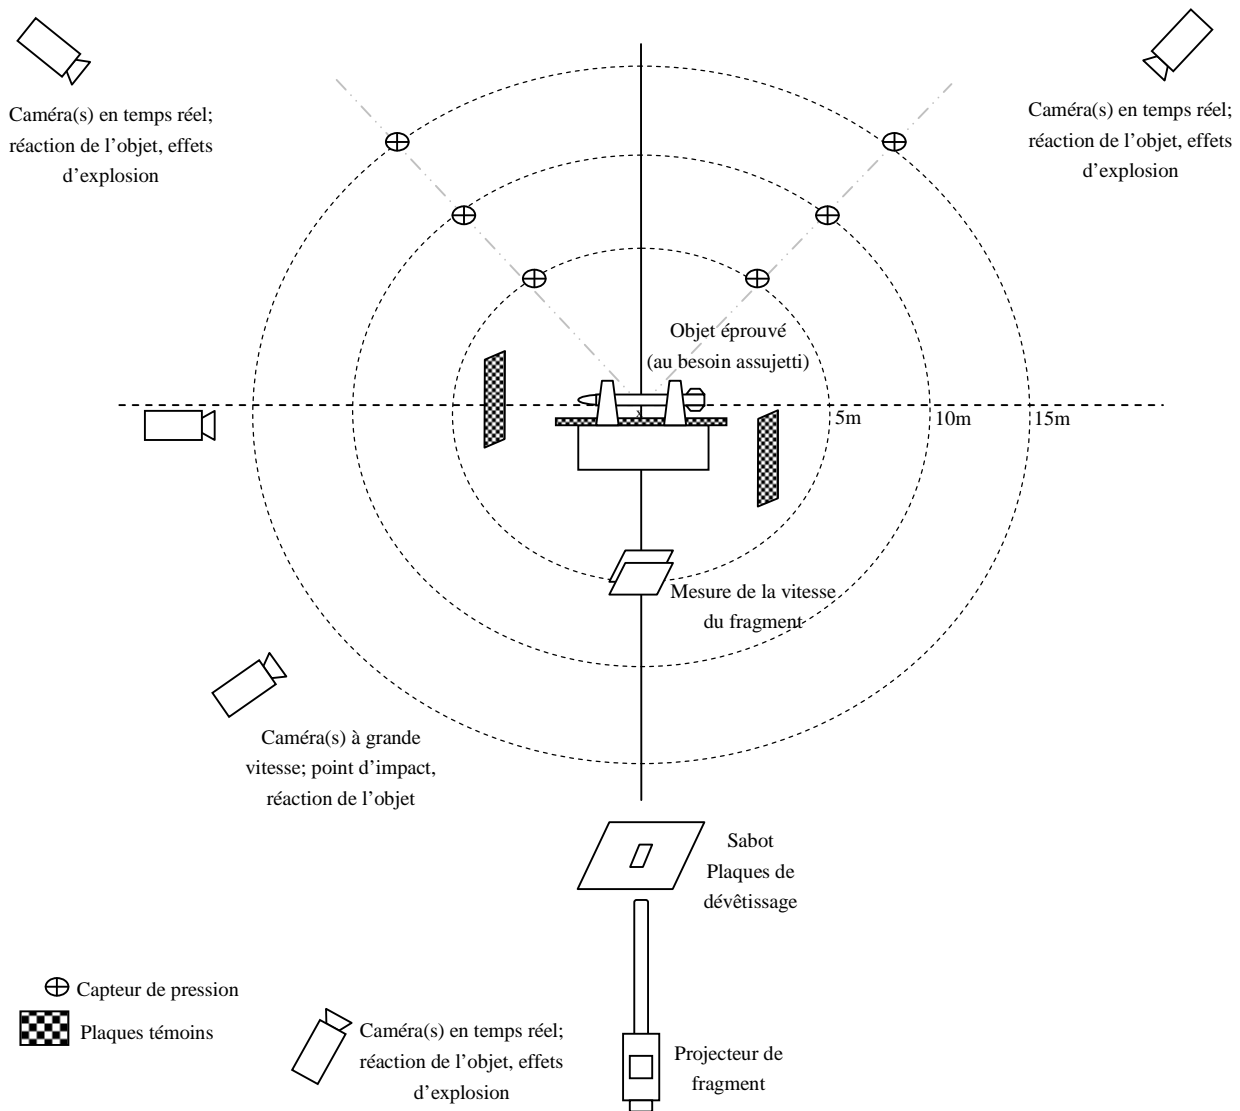 Caméra(s) en temps réel;
réaction de l’objet, effets
d’explosion
Caméra(s) en temps réel;
réaction de l’objet, effets
d’explosion
Objet éprouvé
(au besoin assujetti)
x
5m
10m
15m
Mesure de la vitesse
du fragment
Caméra(s) à grande
vitesse; point d’impact,
réaction de l’objet
Sabot
Plaques de
dévêtissage
Capteur de pression
Plaques témoins
Caméra(s) en temps réel;
réaction de l’objet, effets
d’explosion
Projecteur de
fragment